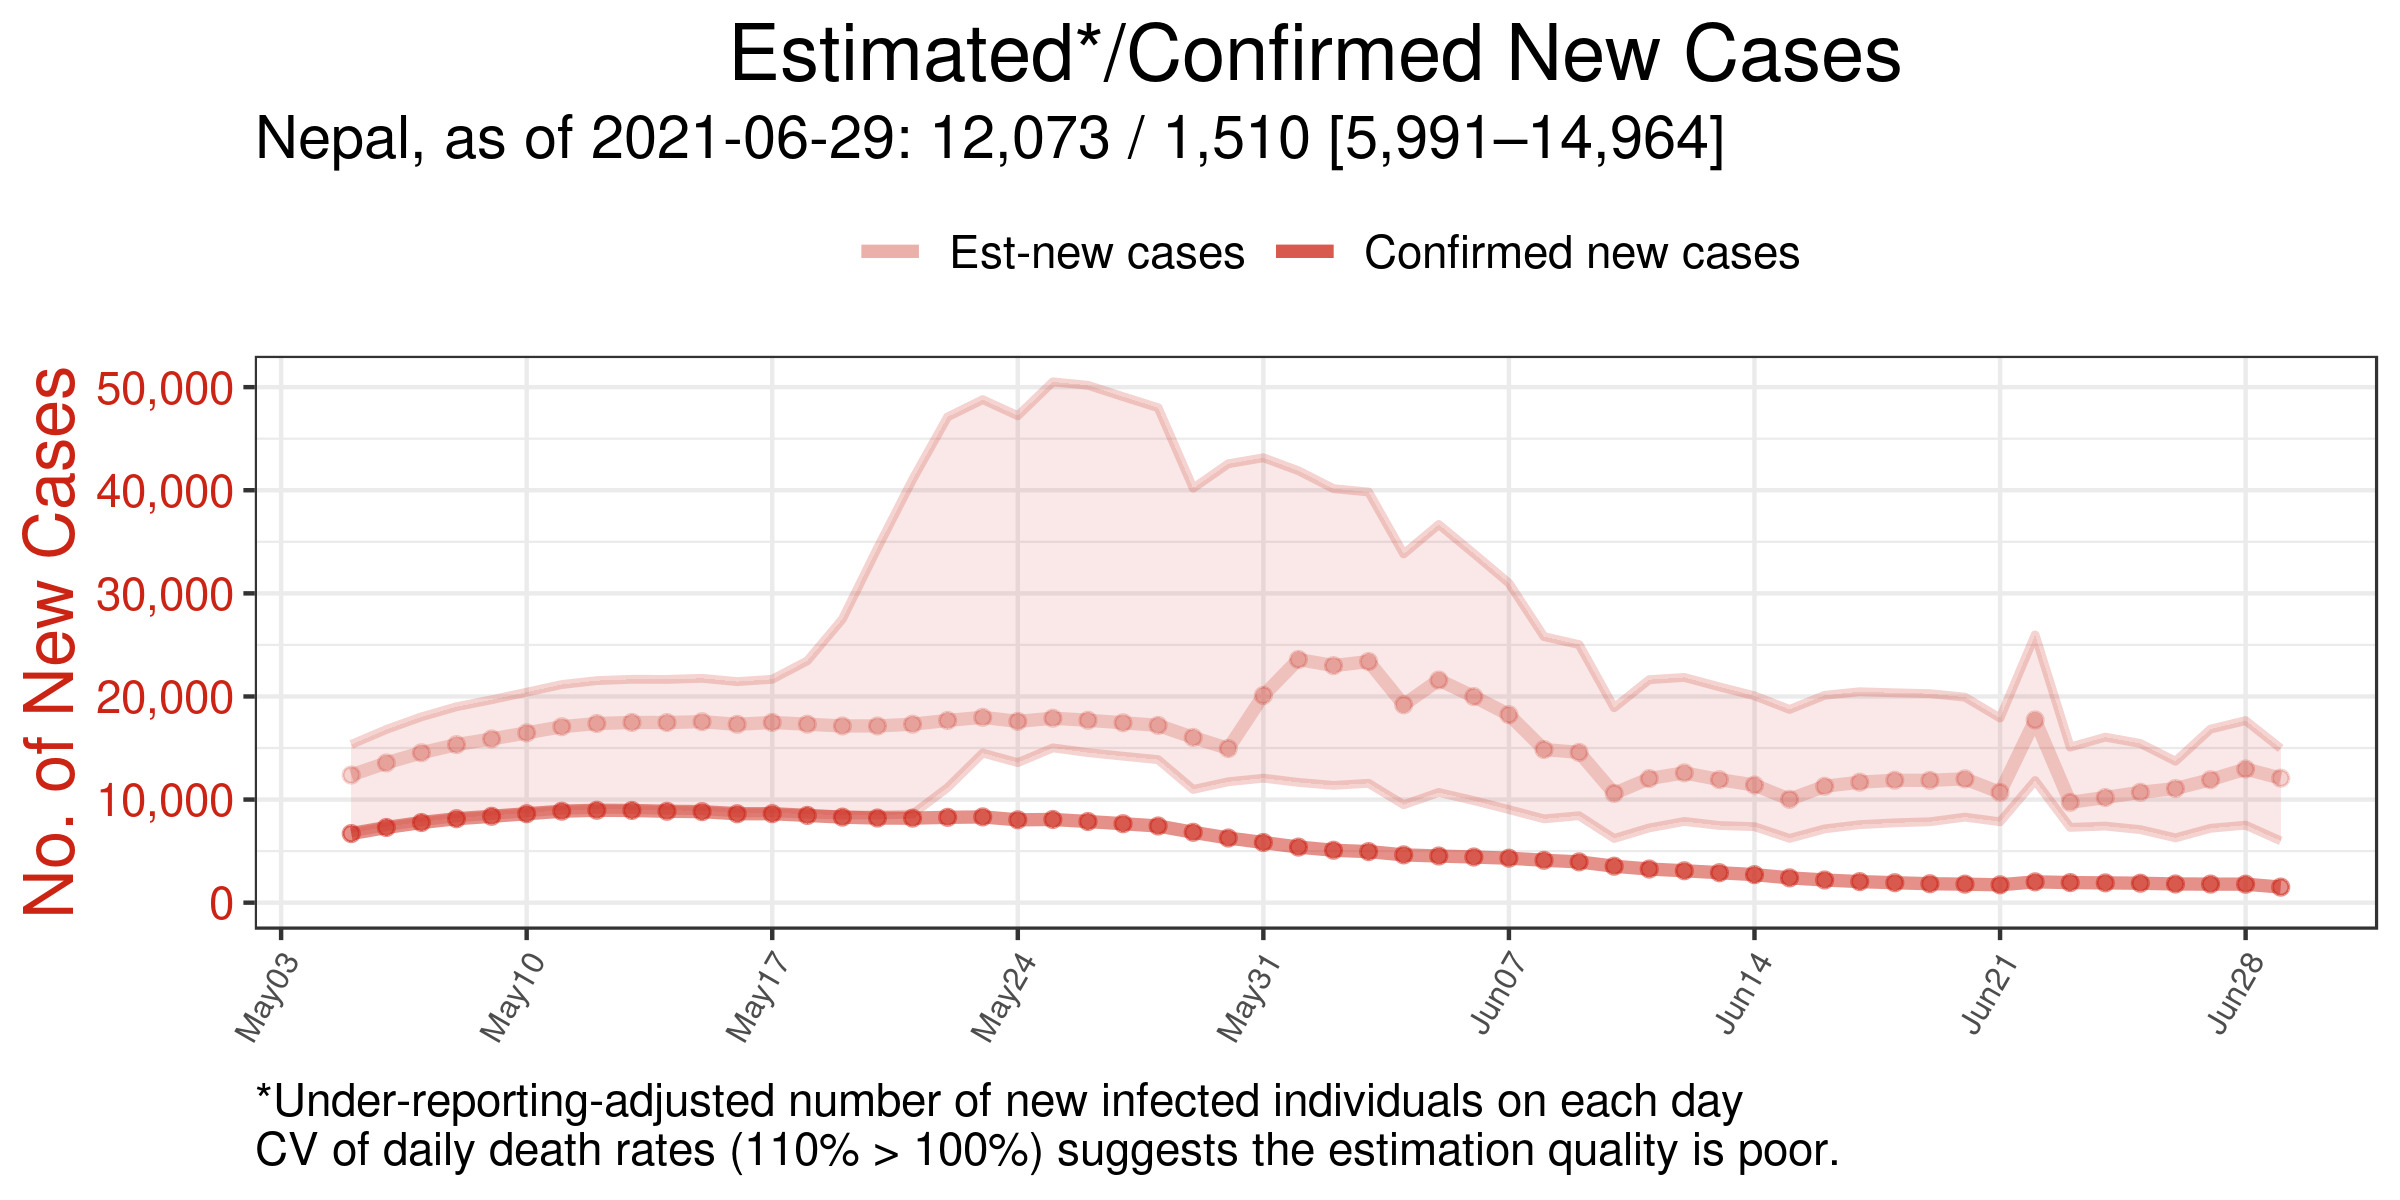 Estimated*/Confirmed New Cases
Nepal, as of 2021-06-29: 12,073 / 1,510 [5,991–14,964]
Est-new cases
Confirmed new cases
No. of New Cases
50,000
40,000
30,000
20,000
10,000
0
May03
May10
May17
May24
May31
Jun07
Jun14
Jun21
Jun28
*Under-reporting-adjusted number of new infected individuals on each day
CV of daily death rates (110% > 100%) suggests the estimation quality is poor.